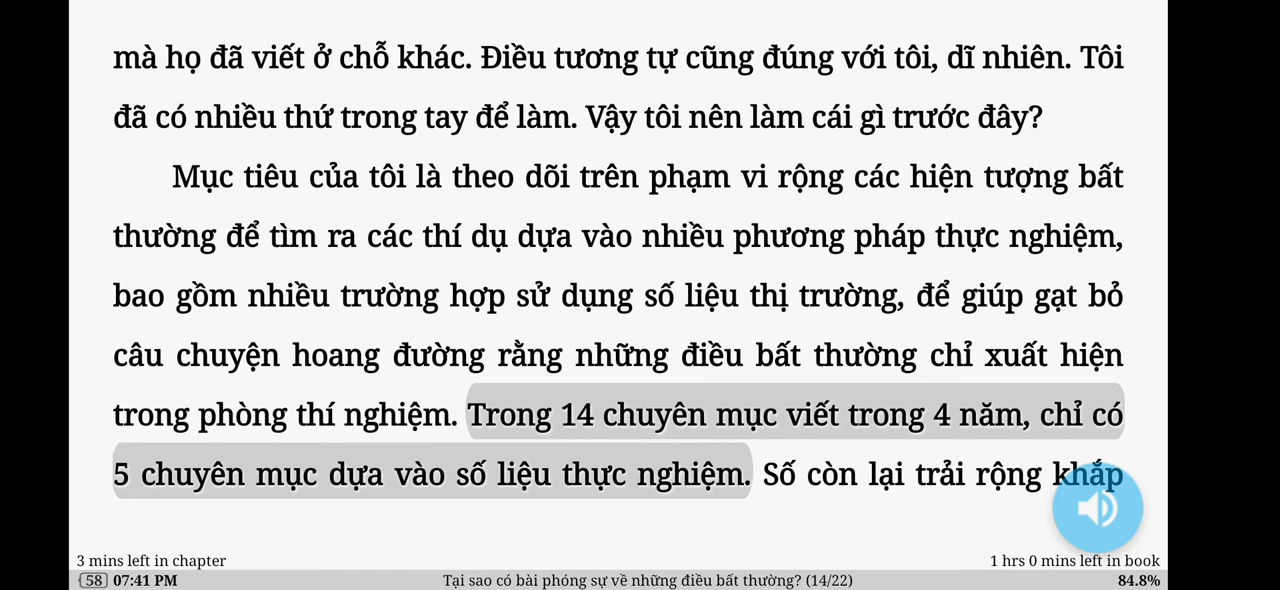 mà họ đã viết ở chỗ khác. Điều tương tự cũng đúng với tôi, dĩ nhiên. Tôi
đã có nhiều thứ trong tay để làm. Vậy tôi nên làm cái gì trước đây?
Mục tiêu của tôi là theo dõi trên phạm vi rộng các hiện tượng bất
thường để tìm ra các thí dụ dựa vào nhiều phương pháp thực nghiệm,
bao gồm nhiều trường hợp sử dụng số liệu thị trường, để giúp gạt bỏ
câu chuyện hoang đường rằng những điều bất thường chỉ xuất hiện
trong phòng thí nghiệm. Trong 14 chuyên mục viết trong 4 năm, chỉ có
5 chuyên mục dựa vào số liệu thực nghiệm. Số còn lại trải rộng khắp
3 mins left in chapter
1 hrs 0 mins left in book
58 07:41 PM
Tại sao có bài phóng sự về những điều bất thường? (14/22)
84.8%